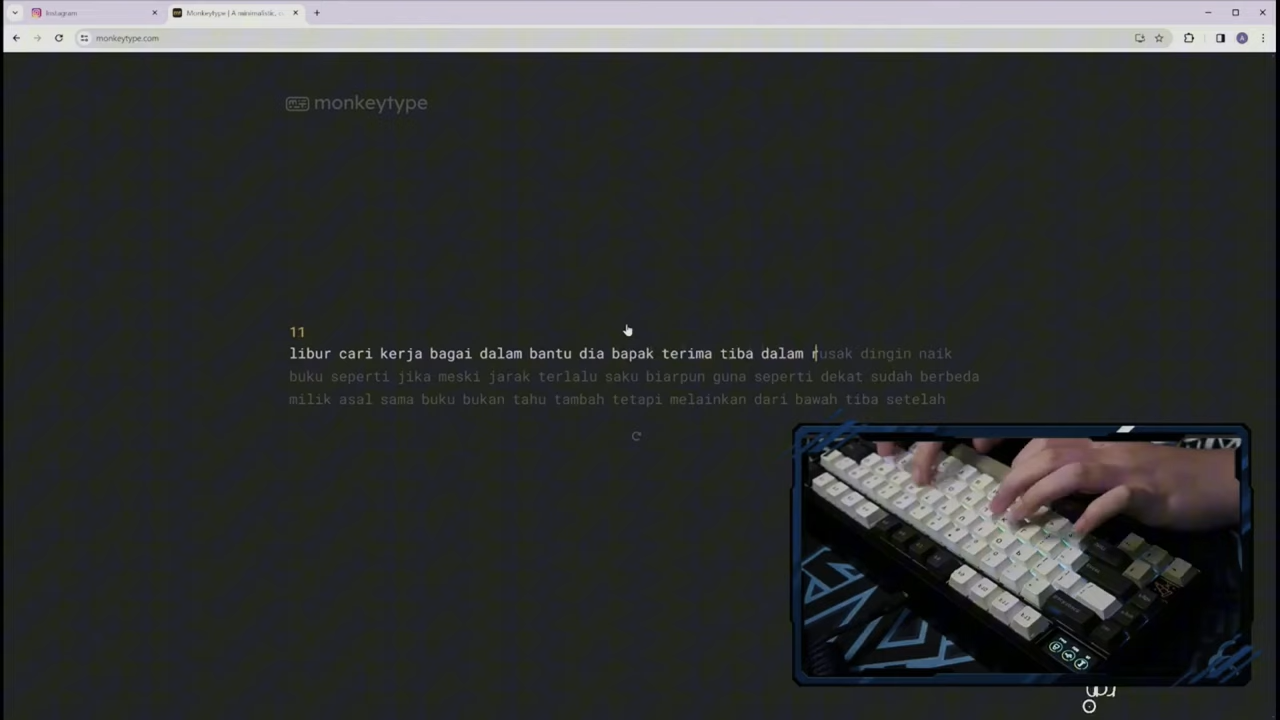 Instagram
Monkeytype | A minimalistic, c
monkeytype.com
monkeytype
11
libur cari kerja bagai dalam bantu dia bapak terima tiba dalam rusak dingin naik
buku seperti jika meski jarak terlalu saku biarpun guna seperti dekat sudah berbeda
milik asal sama buku bukan tahu tambah tetapi melainkan dari bawah tiba setelah